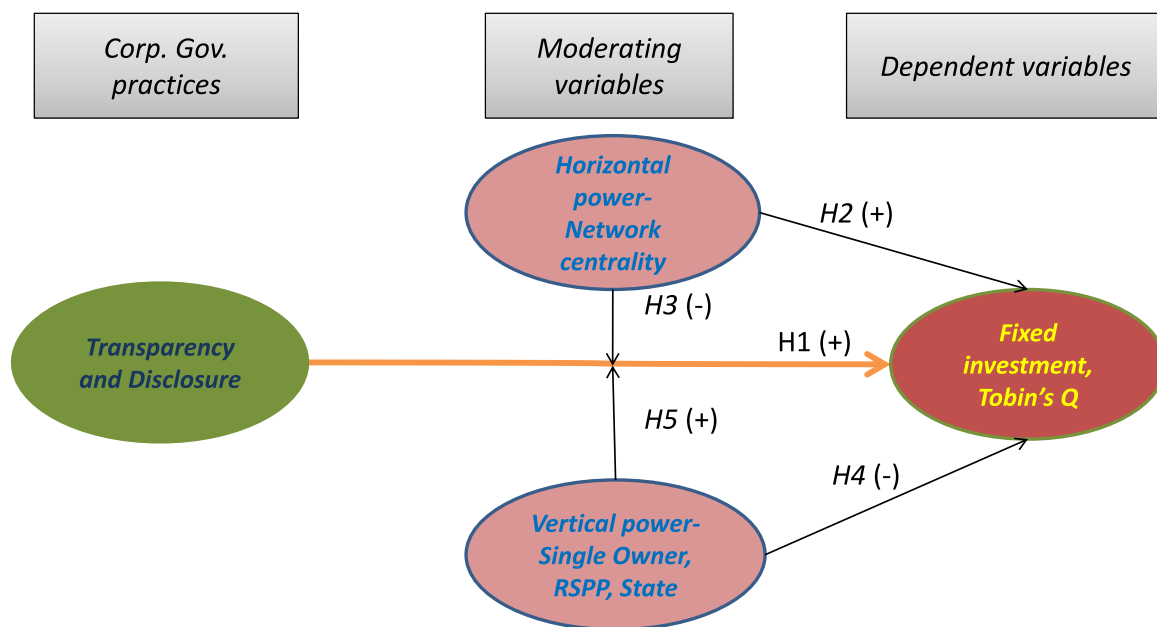 Corp. Gov.
practices
Moderating
variables
Dependent variables
Horizontal
power-
Network
centrality
H2 (+)
H3 (-)
Transparency
and Disclosure
H1 (+)
Fixed
investment,
Tobin's Q
H5 (+)
H4 (-)
Vertical power-
Single Owner,
RSPP, State